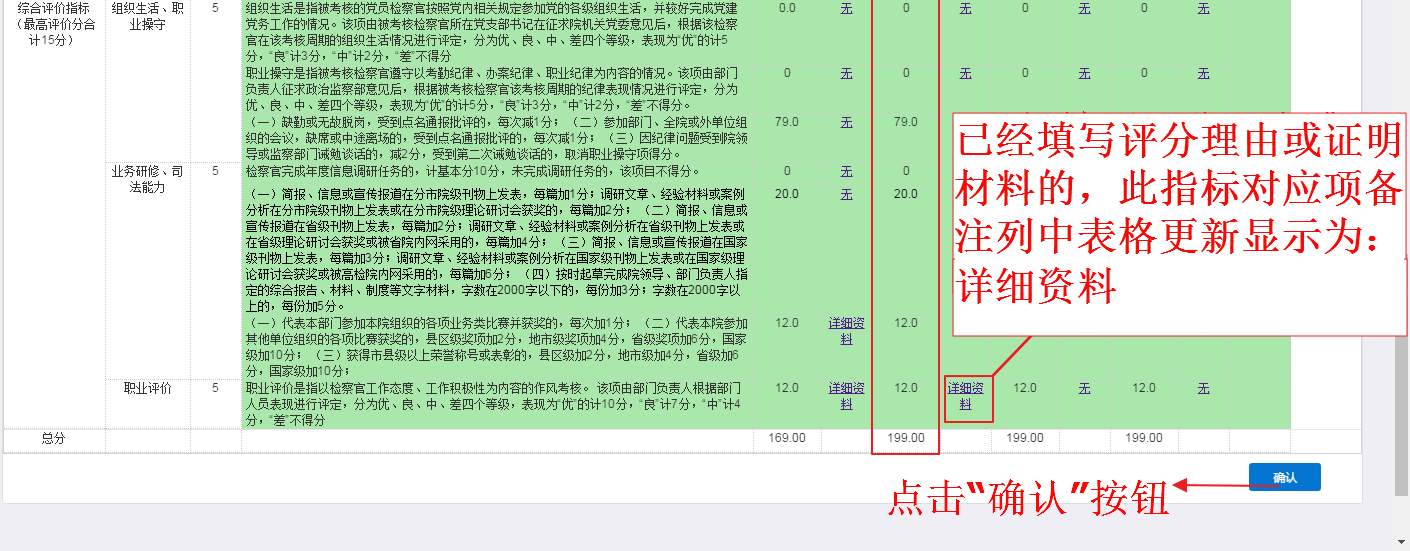 综合评价指标
（最高评价分合
计15分）
组织生活、职
业操守
5
组织生活是指被考核的党员检察官按照党内相关规定参加党的各级组织生活，并较好完成党建
党务工作的情况。该项由被考核检察官所在党支部书记在征求院机关党委意见后，根据该检察
官在该考核周期的组织生活情况进行评定，分为优、良、中、差四个等级，表现为“优”的计5
分，“良”计3分，“中”计2分，“差”不得分
0.0 无 0 无 0 无 0 无
职业操守是指被考核检察官遵守以考勤纪律、办案纪律、职业纪律为内容的情况。该项由部门
负责人征求政治监察部意见后，根据被考核检察官该考核周期的纪律表现情况进行评定，分为
优、良、中、差四个等级，表现为“优”的计5分，“良”计3分，“中”计2分，“差”不得分。
0 无 0 无 0 无 0 无
（一）缺勤或无故脱岗，受到点名通报批评的，每次减1分；（二）参加部门、全院或外单位组
织的会议，缺席或中途离场的，受到点名通报批评的，每次减1分；（三）因纪律问题受到院领
导或监察部门诫勉谈话的，减2分，受到第二次诫勉谈话的，取消职业操守项得分。
79.0 无 79.0
业务研修、司
法能力
5
检察官完成年度信息调研任务的，计基本分10分，未完成调研任务的，该项目不得分。
0 无 0
（一）简报、信息或宣传报道在分市院级刊物上发表，每篇加1分；调研文章、经验材料或案例
分析在分市院级刊物上发表或在分市院级理论研讨会获奖的，每篇加2分；（二）简报、信息或
宣传报道在省级刊物上发表，每篇加2分；调研文章、经验材料或案例分析在省级刊物上发表或
在省级理论研讨会获奖或被省院内网采用的，每篇加4分；（三）简报、信息或宣传报道在国家
级刊物上发表，每篇加3分；调研文章、经验材料或案例分析在国家级刊物上发表或在国家级理
论研讨会获奖或被高检院内网采用的，每篇加6分；（四）按时起草完成院领导、部门负责人指
定的综合报告、材料、制度等文字材料，字数在2000字以下的，每份加3分；字数在2000字以
上的，每份加5分。
20.0 无 20.0
（一）代表本部门参加本院组织的各项业务类比赛并获奖的，每次加1分；（二）代表本院参加
其他单位组织的各项比赛获奖的，县区级奖项加2分，地市级奖项加4分，省级奖项加6分，国家
级加10分；（三）获得市县级以上荣誉称号或表彰的，县区级加2分，地市级加4分，省级加6
分，国家级加10分；
12.0 详细资
料
12.0
职业评价
5
职业评价是指以检察官工作态度、工作积极性为内容的作风考核。 该项由部门负责人根据部门
人员表现进行评定，分为优、良、中、差四个等级，表现为“优”的计10分，“良”计7分，“中”计4
分，“差”不得分
12.0 详细资
料
12.0 详细资
料
12.0 无 12.0 无
总分 169.00 199.00 199.00 199.00
已经填写评分理由或证明
材料的，此指标对应项备
注列中表格更新显示为：
详细资料
确认
点击“确认”按钮